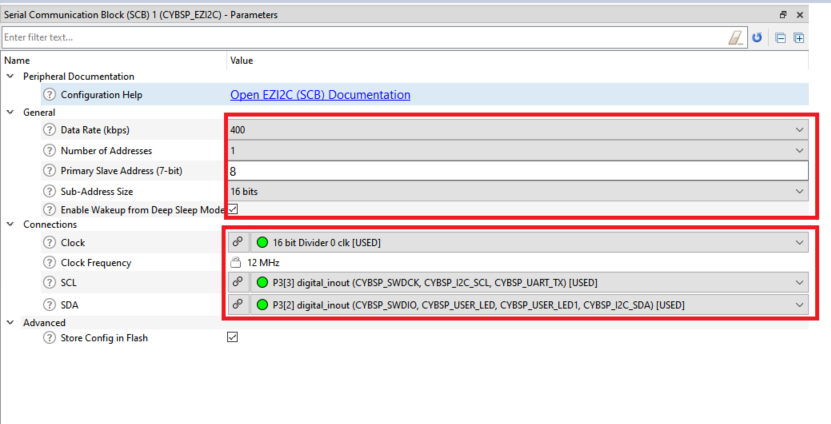 Serial Communication Block (SCB) 1 (CYBSP_EZI2C) - Parameters
Enter filter text...
Name Value
Peripheral Documentation
Configuration Help Open EZI2C (SCB) Documentation
General
Data Rate (kbps) 400
Number of Addresses 1
Primary Slave Address (7-bit) 8
Sub-Address Size 16 bits
Enable Wakeup from Deep Sleep Mode
Connections
Clock 16 bit Divider 0 clk [USED]
Clock Frequency 12 MHz
SCL P3[3] digital_inout (CYBSP_SWDCK, CYBSP_I2C_SCL, CYBSP_UART_TX) [USED]
SDA P3[2] digital_inout (CYBSP_SWDIO, CYBSP_USER_LED, CYBSP_USER_LED1, CYBSP_I2C_SDA) [USED]
Advanced
Store Config in Flash